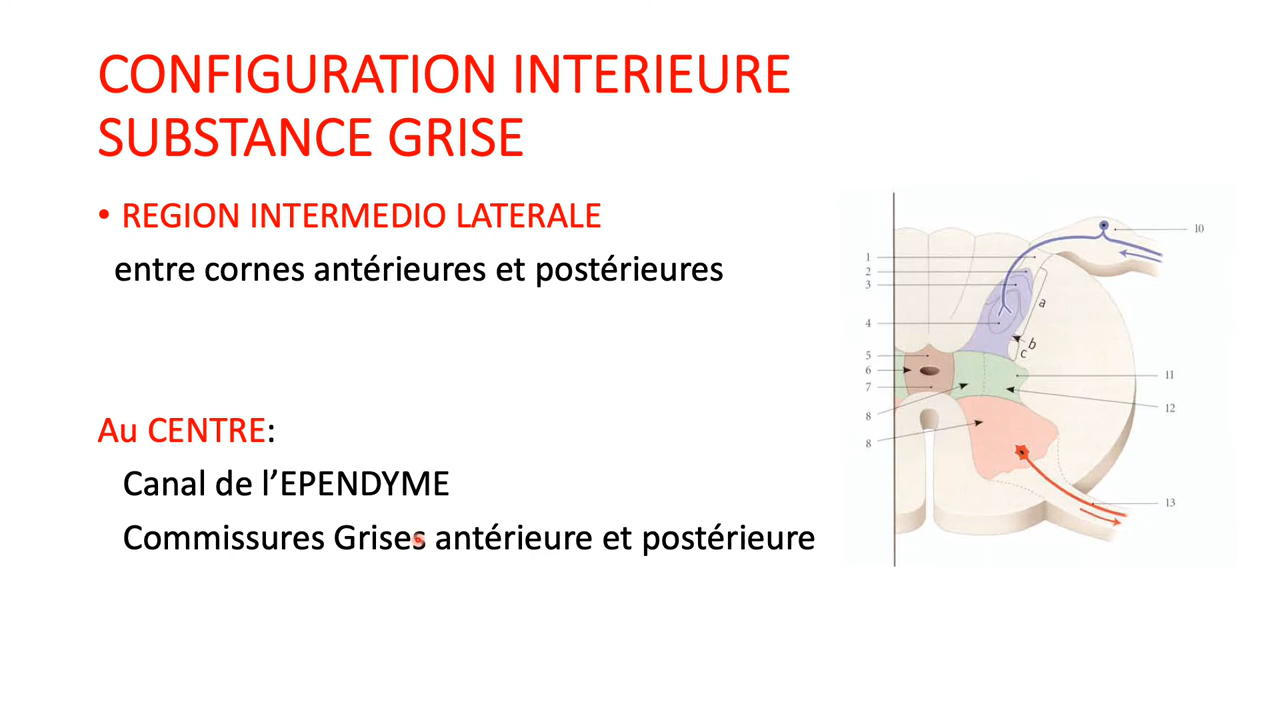 CONFIGURATION INTERIEURE
SUBSTANCE GRISE
• REGION INTERMEDIO LATERALE
entre cornes antérieures et postérieures
Au CENTRE:
Canal de l’EPENDYME
Commissures Grises antérieure et postérieure
1
2
3
4
5
6
7
8
8
a
b
c
10
11
12
13